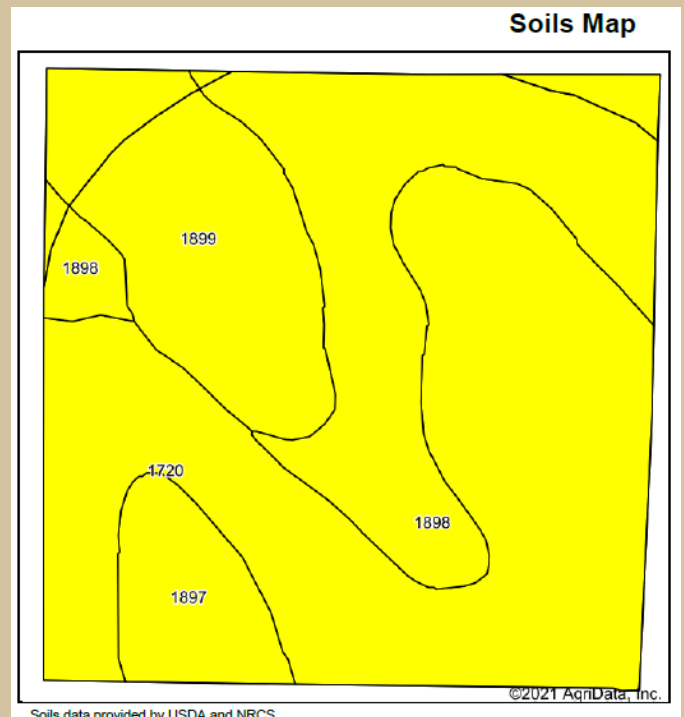 Soils Map
1899
1898
1720
1898
1897
©2021 AgriData, Inc.
Soils data provided by USDA and NRCS